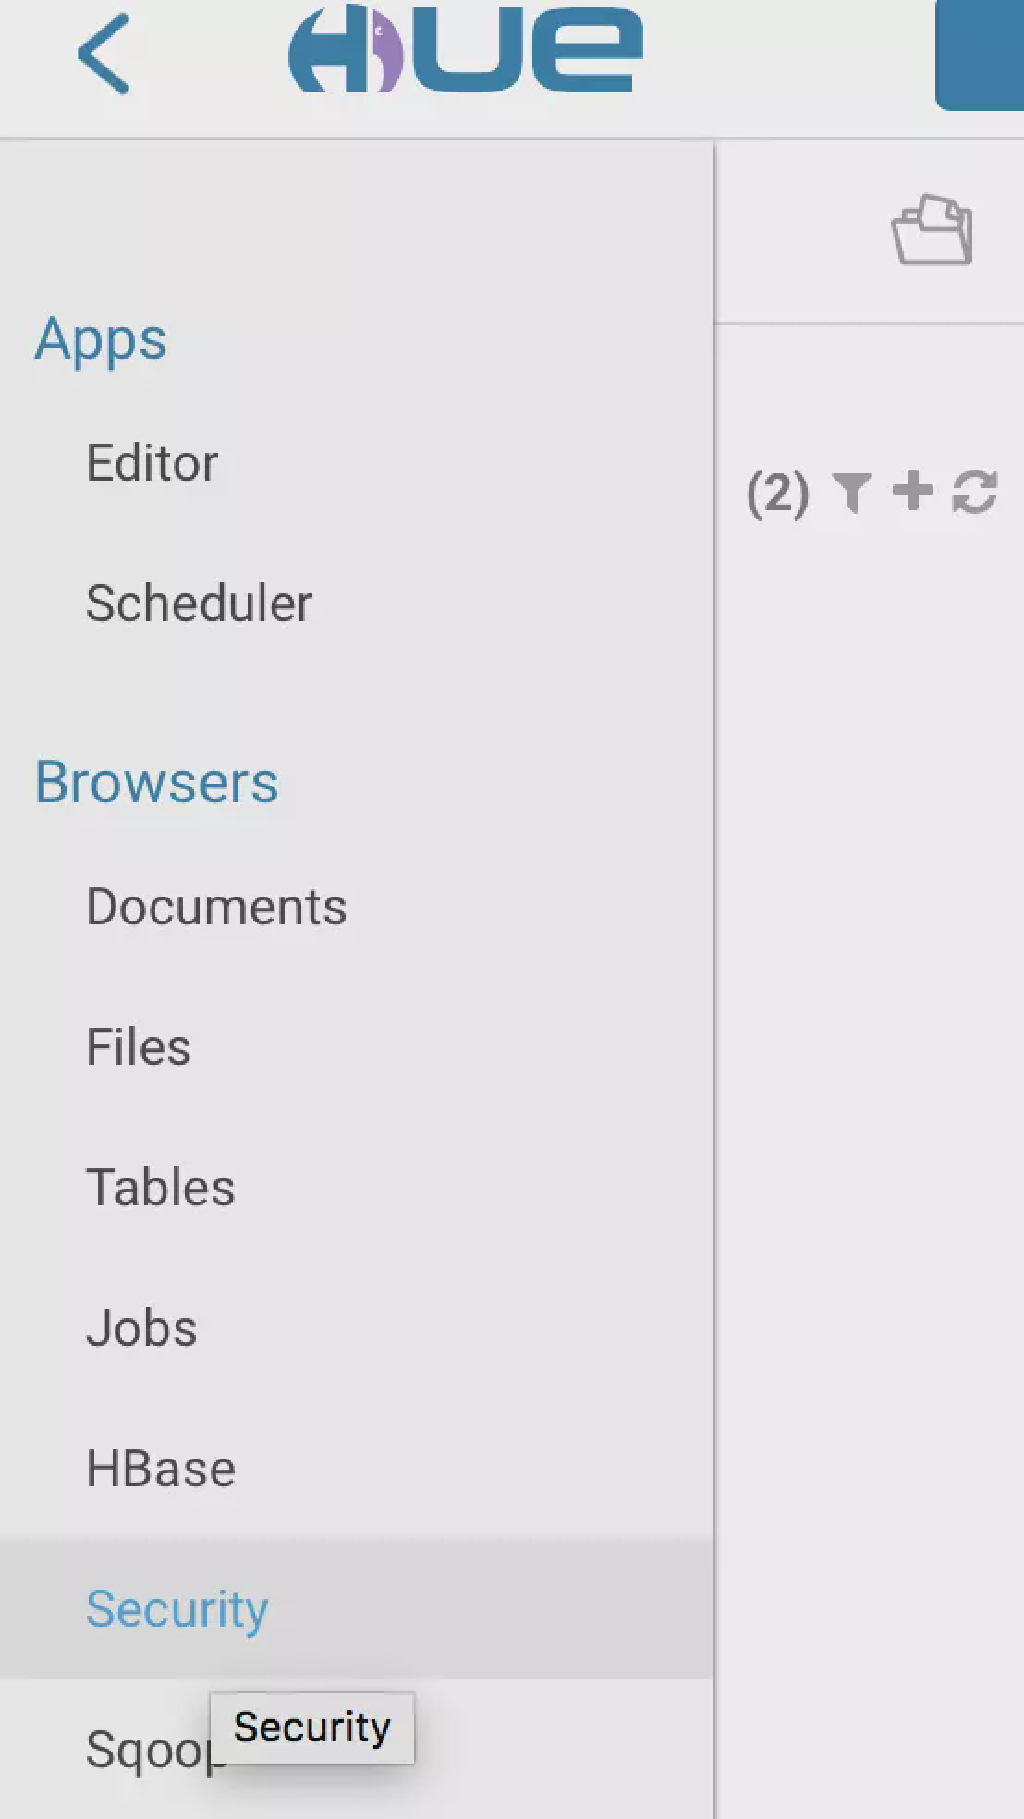 HUE
Apps
Editor
Scheduler
(2)
Browsers
Documents
Files
Tables
Jobs
HBase
Security
Security
Sqoop